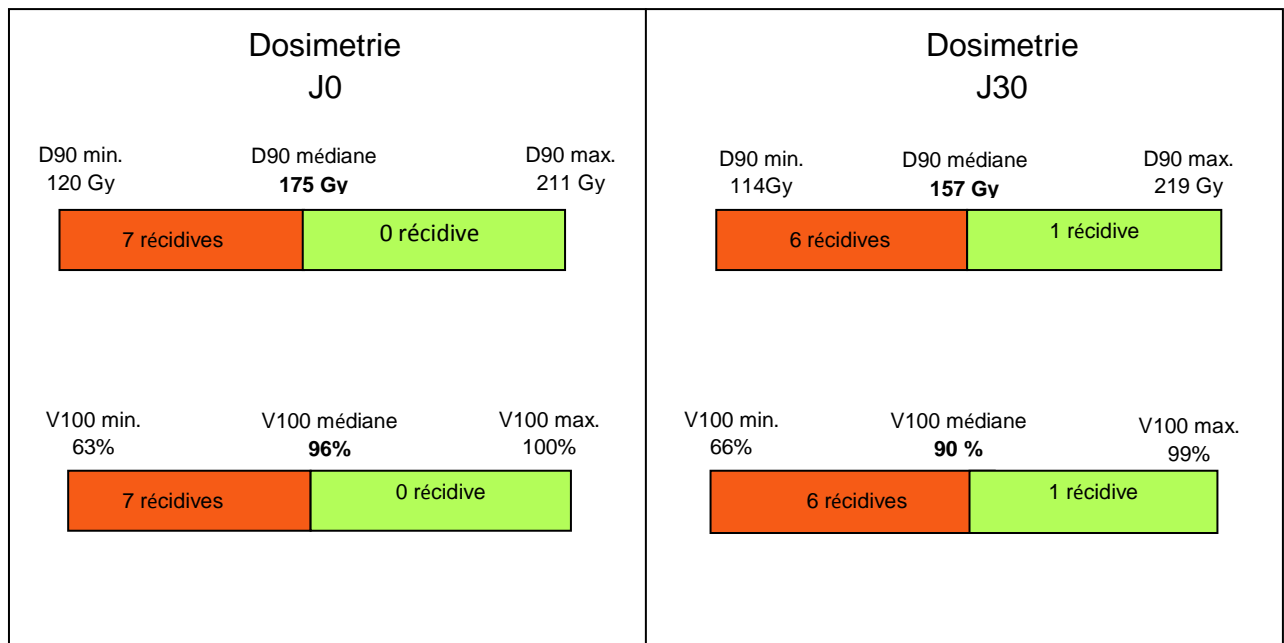 Dosimetrie
J0
D90 min.
120 Gy
D90 médiane
175 Gy
D90 max.
211 Gy
7 récidives
0 récidive
V100 min.
63%
V100 médiane
96%
V100 max.
100%
7 récidives
0 récidive
Dosimetrie
J30
D90 min.
114Gy
D90 médiane
157 Gy
D90 max.
219 Gy
6 récidives
1 récidive
V100 min.
66%
V100 médiane
90 %
V100 max.
99%
6 récidives
1 récidive